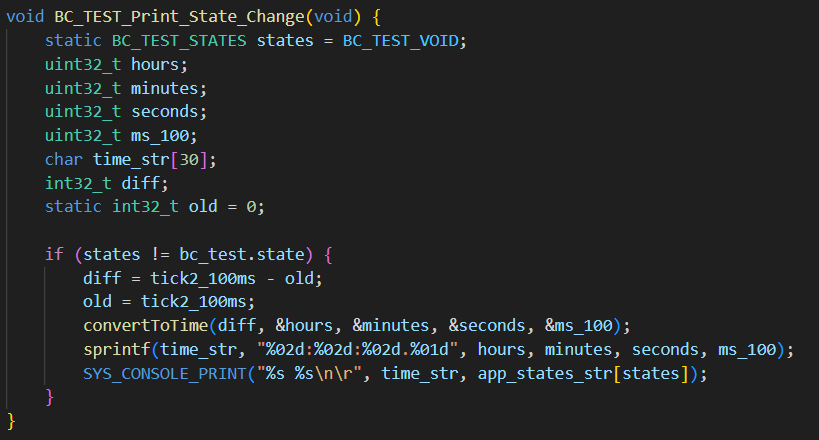 void BC_TEST_Print_State_Change(void) {
    static BC_TEST_STATES states = BC_TEST_VOID;
    uint32_t hours;
    uint32_t minutes;
    uint32_t seconds;
    uint32_t ms_100;
    char time_str[30];
    int32_t diff;
    static int32_t old = 0;

    if (states != bc_test.state) {
        diff = tick2_100ms - old;
        old = tick2_100ms;
        convertToTime(diff, &hours, &minutes, &seconds, &ms_100);
        sprintf(time_str, "%02d:%02d:%02d.%01d", hours, minutes, seconds, ms_100);
        SYS_CONSOLE_PRINT("%s %s\n\r", time_str, app_states_str[states]);
    }
}